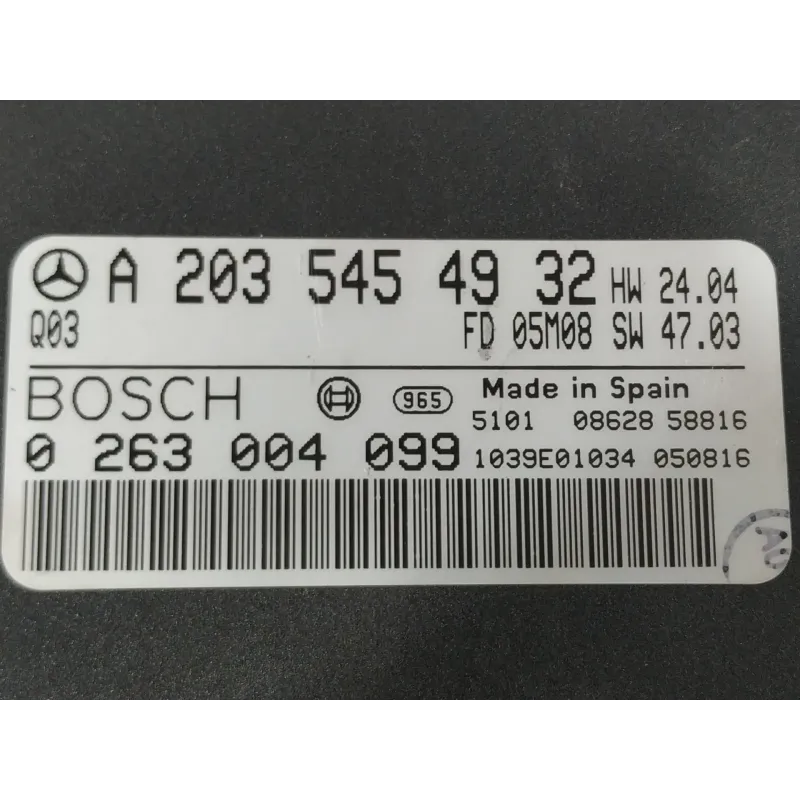 A 203 545 49 32 HW 24.04
Q03 FD 05M08 SW 47.03
BOSCH 965 Made in Spain
5101 08628 58816
0 263 004 099 1039E01034 050816